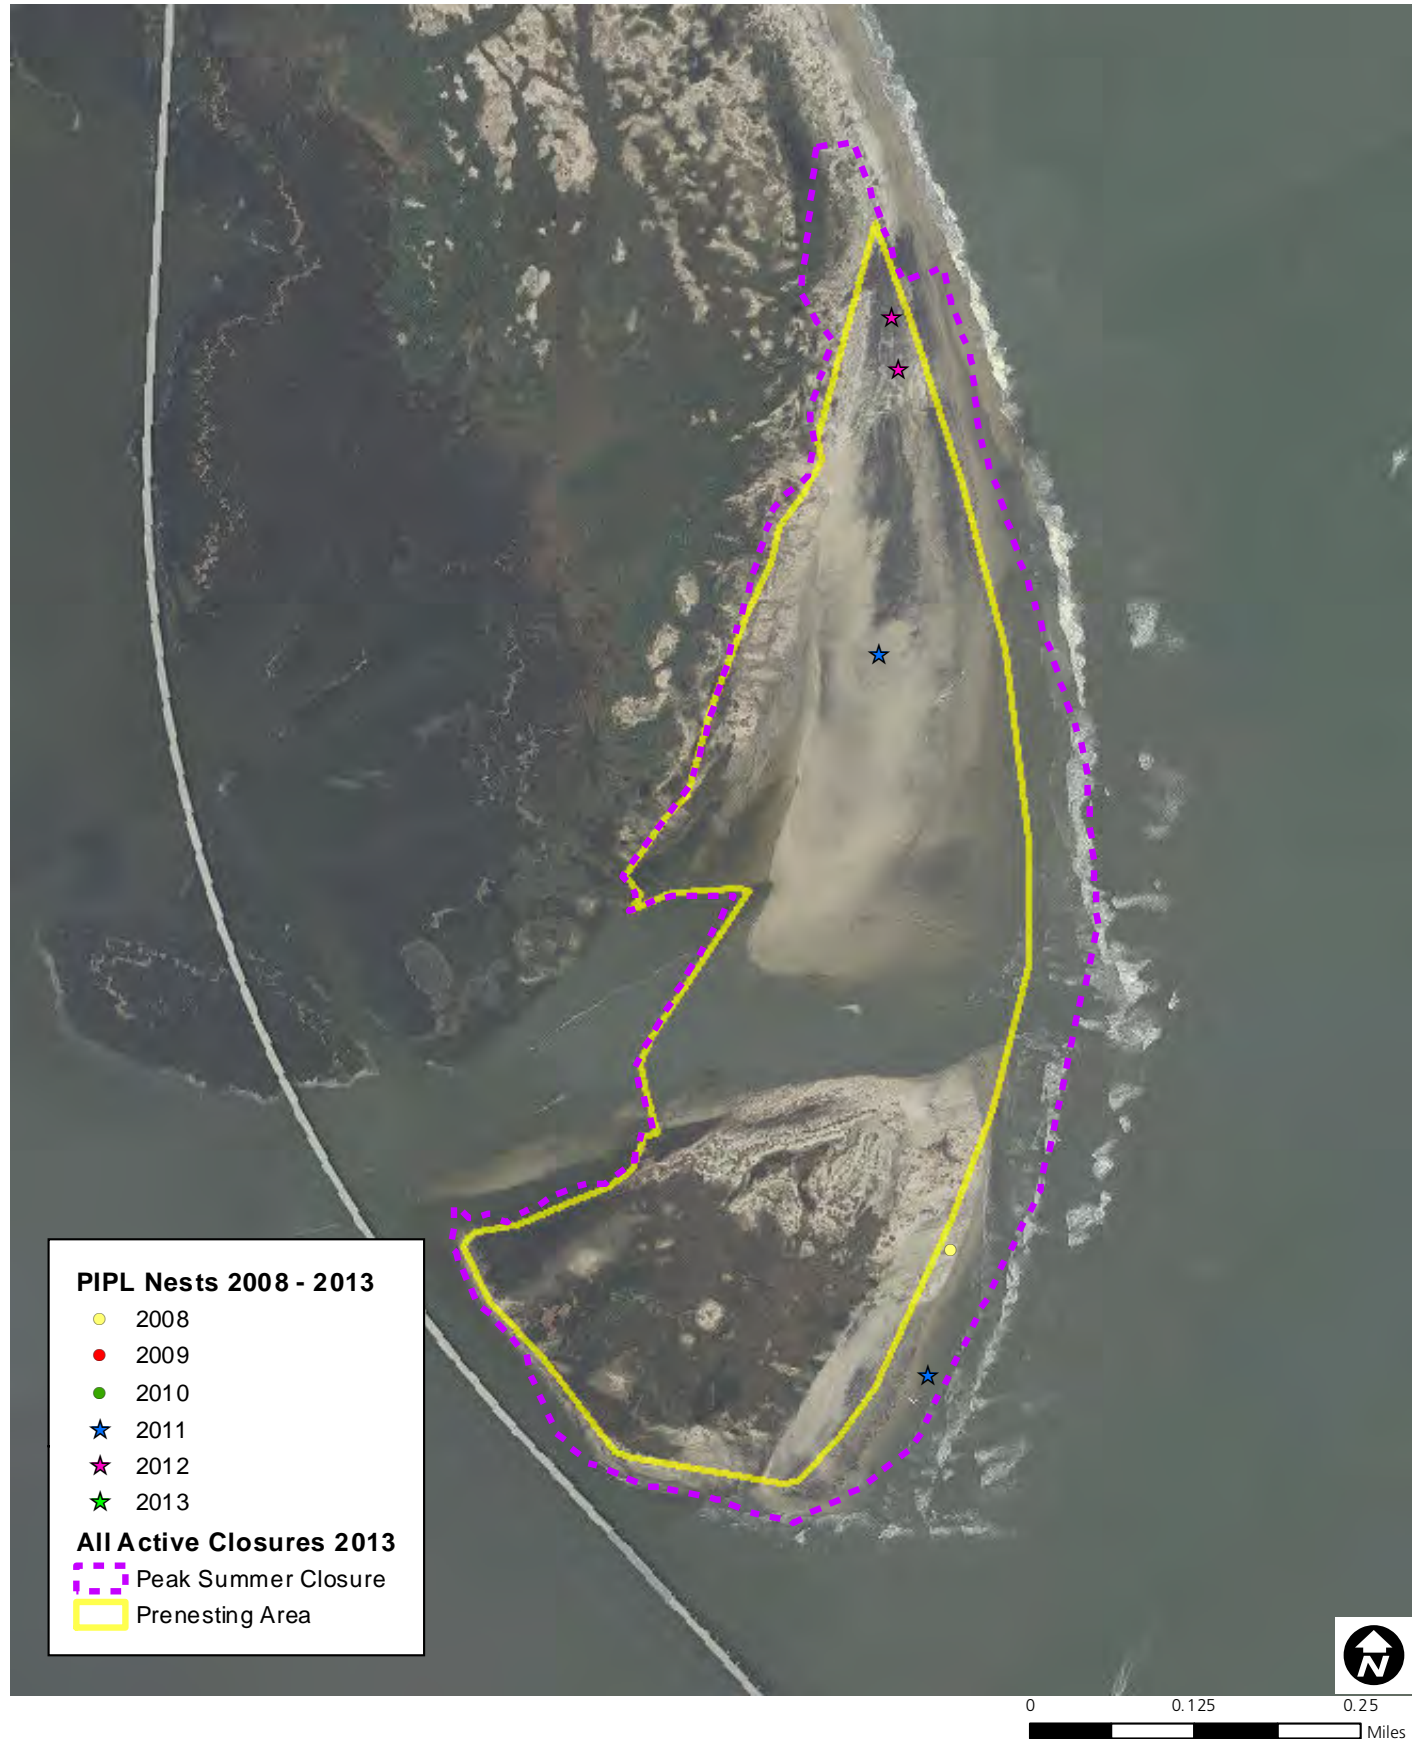 PIPL Nests 2008 - 2013
2008
2009
2010
2011
2012
2013
All Active Closures 2013
Peak Summer Closure
Prenesting Area
N
0 0.125 0.25
Miles